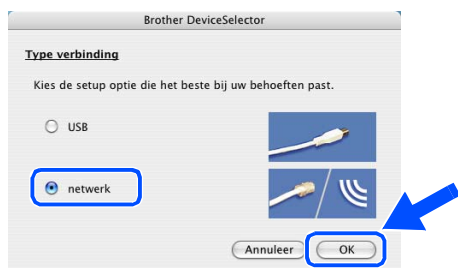 Brother DeviceSelector
Type verbinding
Kies de setup optie die het beste bij uw behoeften past.
USB
netwerk
Annuleer OK